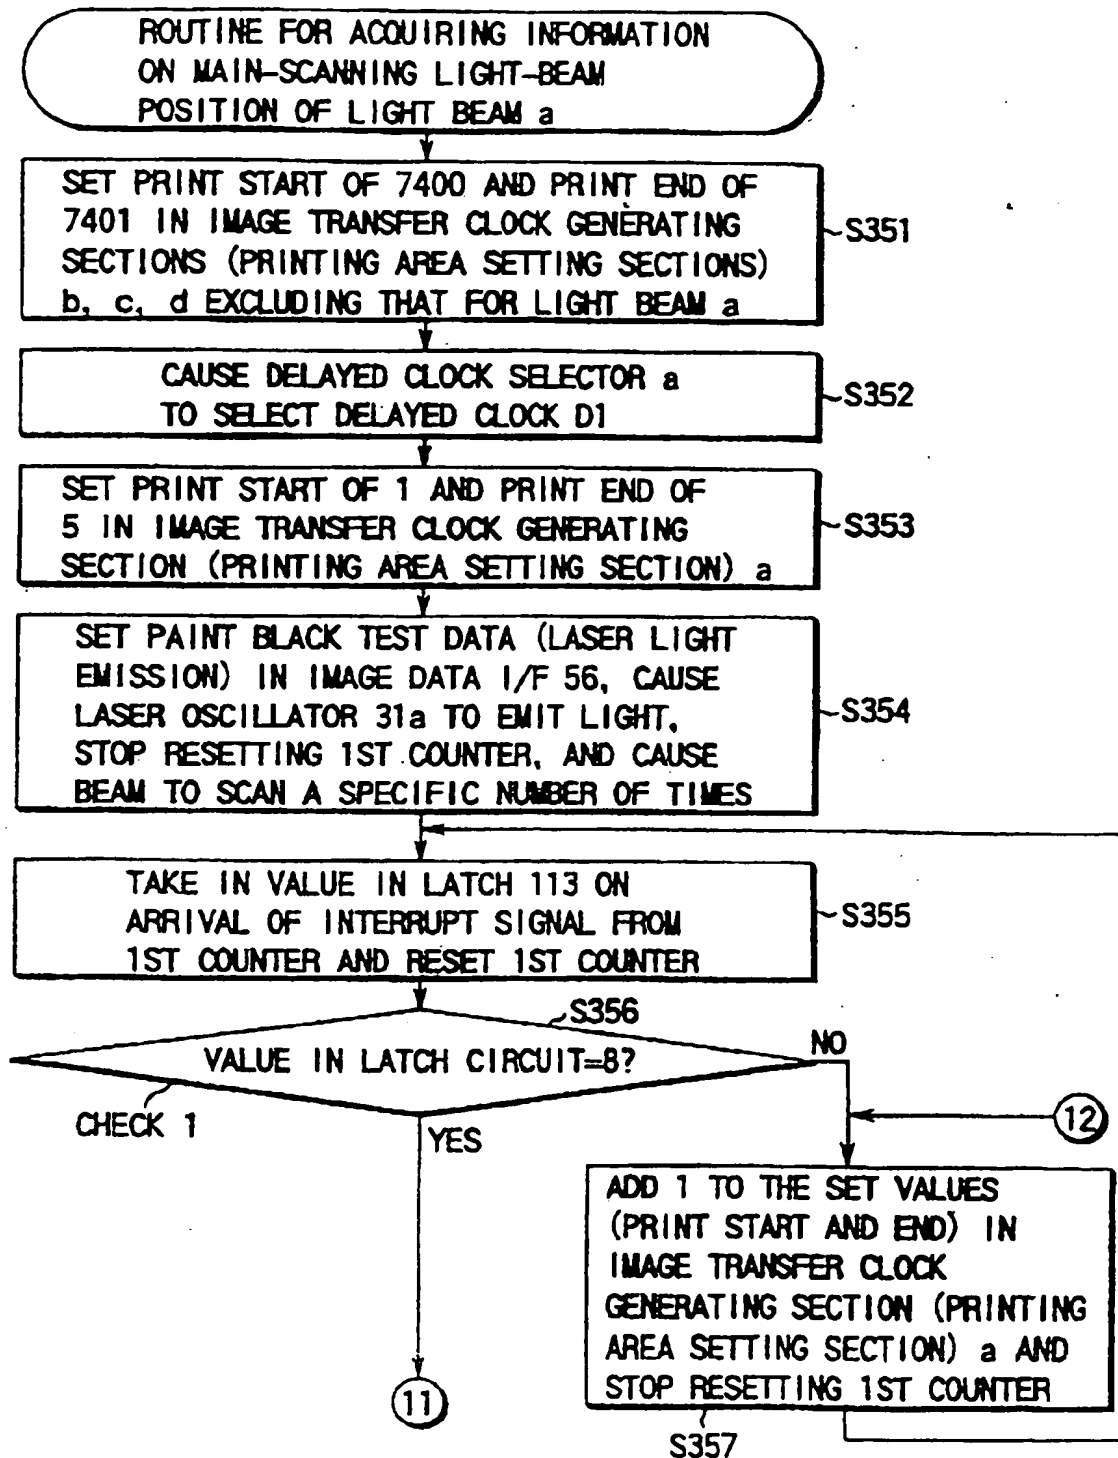 ROUTINE FOR ACQUIRING INFORMATION
ON MAIN-SCANNING LIGHT-BEAM
POSITION OF LIGHT BEAM a
SET PRINT START OF 7400 AND PRINT END OF
7401 IN IMAGE TRANSFER CLOCK GENERATING
SECTIONS (PRINTING AREA SETTING SECTIONS)
b, c, d EXCLUDING THAT FOR LIGHT BEAM a
S351
CAUSE DELAYED CLOCK SELECTOR a
TO SELECT DELAYED CLOCK D1
S352
SET PRINT START OF 1 AND PRINT END OF
5 IN IMAGE TRANSFER CLOCK GENERATING
SECTION (PRINTING AREA SETTING SECTION) a
S353
SET PAINT BLACK TEST DATA (LASER LIGHT
EMISSION) IN IMAGE DATA I/F 56, CAUSE
LASER OSCILLATOR 31a TO EMIT LIGHT,
STOP RESETTING 1ST COUNTER, AND CAUSE
BEAM TO SCAN A SPECIFIC NUMBER OF TIMES
S354
TAKE IN VALUE IN LATCH 113 ON
ARRIVAL OF INTERRUPT SIGNAL FROM
1ST COUNTER AND RESET 1ST COUNTER
S355
S356
VALUE IN LATCH CIRCUIT=8?
NO
CHECK 1
YES
12
ADD 1 TO THE SET VALUES
(PRINT START AND END) IN
IMAGE TRANSFER CLOCK
GENERATING SECTION (PRINTING
AREA SETTING SECTION) a AND
STOP RESETTING 1ST COUNTER
11
S357